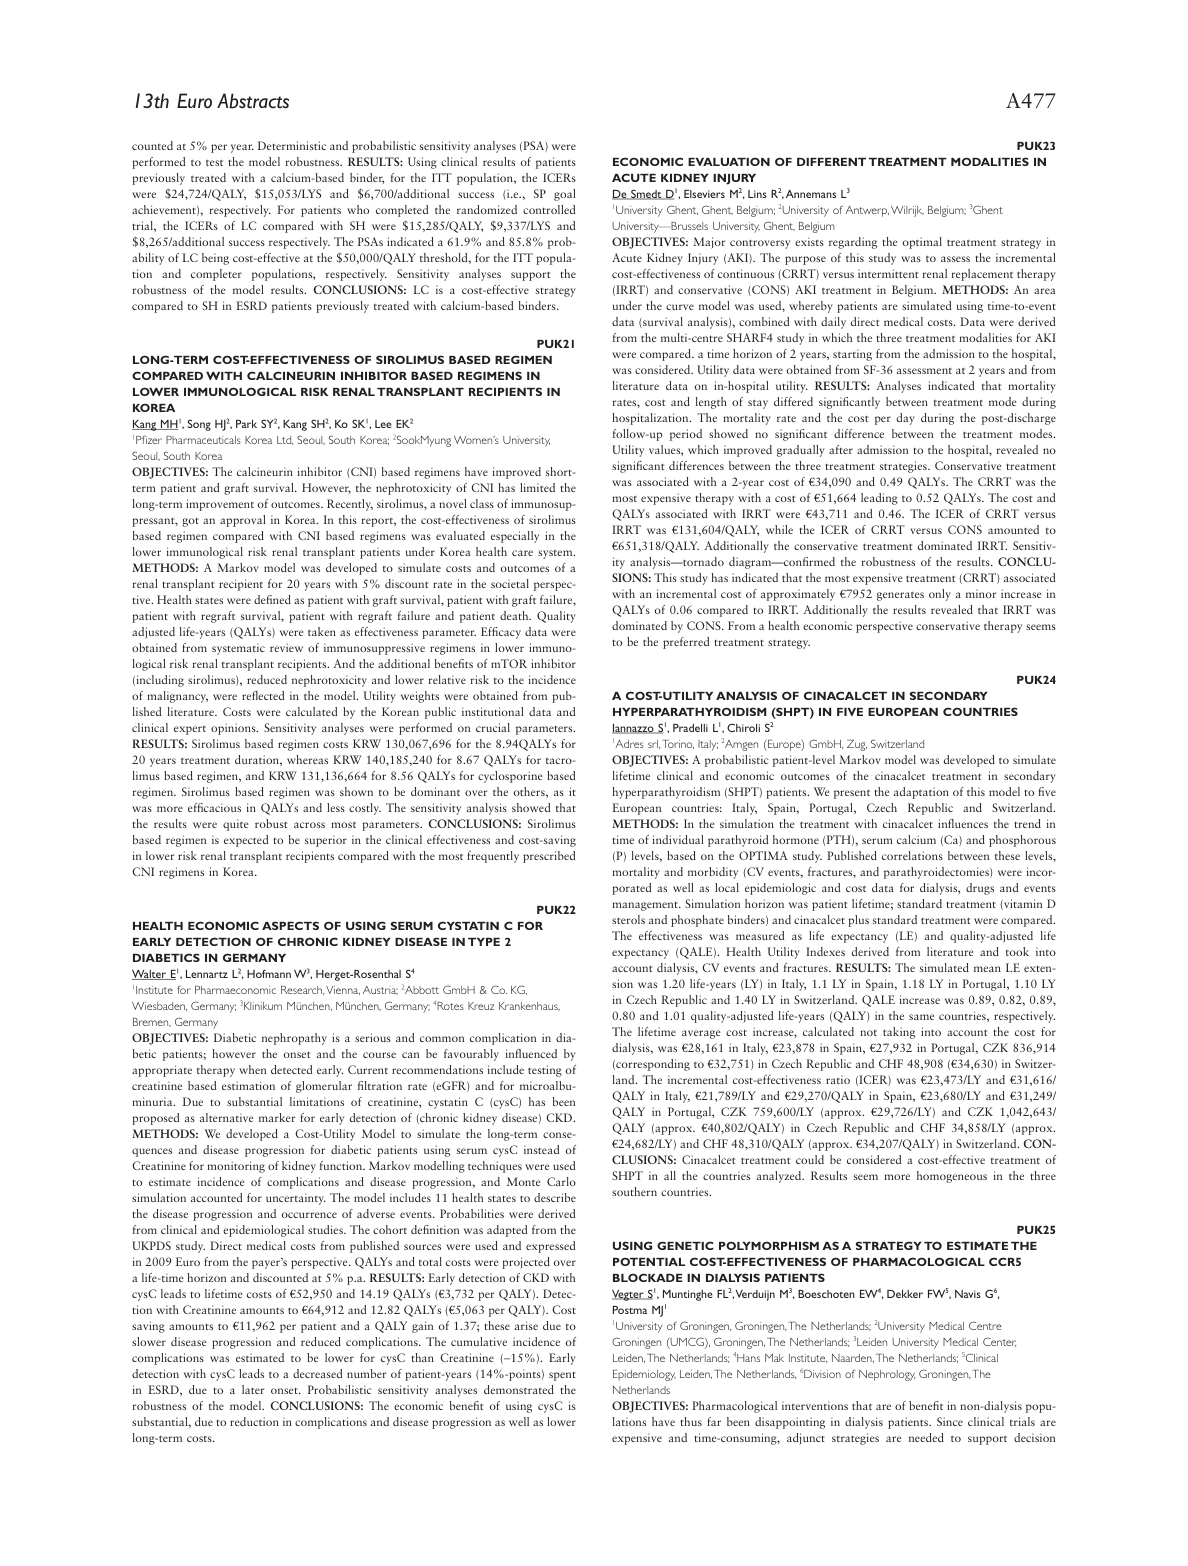 13th Euro Abstracts
A477
counted at 5% per year. Deterministic and probabilistic sensitivity analyses (PSA) were
performed to test the model robustness. RESULTS: Using clinical results of patients
previously treated with a calcium-based binder, for the ITT population, the ICERs
were $24,724/QALY, $15,053/LYS and $6,700/additional success (i.e., SP goal
achievement), respectively. For patients who completed the randomized controlled
trial, the ICERs of LC compared with SH were $15,285/QALY, $9,337/LYS and
$8,265/additional success respectively. The PSAs indicated a 61.9% and 85.8% prob-
ability of LC being cost-effective at the $50,000/QALY threshold, for the ITT popula-
tion and completer populations, respectively. Sensitivity analyses support the
robustness of the model results. CONCLUSIONS: LC is a cost-effective strategy
compared to SH in ESRD patients previously treated with calcium-based binders.
PUK21
LONG-TERM COST-EFFECTIVENESS OF SIROLIMUS BASED REGIMEN
COMPARED WITH CALCINEURIN INHIBITOR BASED REGIMENS IN
LOWER IMMUNOLOGICAL RISK RENAL TRANSPLANT RECIPIENTS IN
KOREA
Kang MH¹, Song HJ², Park SY², Kang SH², Ko SK¹, Lee EK²
¹Pfizer Pharmaceuticals Korea Ltd, Seoul, South Korea; ²SookMyung Women's University,
Seoul, South Korea
OBJECTIVES: The calcineurin inhibitor (CNI) based regimens have improved short-
term patient and graft survival. However, the nephrotoxicity of CNI has limited the
long-term improvement of outcomes. Recently, sirolimus, a novel class of immunosup-
pressant, got an approval in Korea. In this report, the cost-effectiveness of sirolimus
based regimen compared with CNI based regimens was evaluated especially in the
lower immunological risk renal transplant patients under Korea health care system.
METHODS: A Markov model was developed to simulate costs and outcomes of a
renal transplant recipient for 20 years with 5% discount rate in the societal perspec-
tive. Health states were defined as patient with graft survival, patient with graft failure,
patient with regraft survival, patient with regraft failure and patient death. Quality
adjusted life-years (QALYs) were taken as effectiveness parameter. Efficacy data were
obtained from systematic review of immunosuppressive regimens in lower immuno-
logical risk renal transplant recipients. And the additional benefits of mTOR inhibitor
(including sirolimus), reduced nephrotoxicity and lower relative risk to the incidence
of malignancy, were reflected in the model. Utility weights were obtained from pub-
lished literature. Costs were calculated by the Korean public institutional data and
clinical expert opinions. Sensitivity analyses were performed on crucial parameters.
RESULTS: Sirolimus based regimen costs KRW 130,067,696 for the 8.94QALYs for
20 years treatment duration, whereas KRW 140,185,240 for 8.67 QALYs for tacro-
limus based regimen, and KRW 131,136,664 for 8.56 QALYs for cyclosporine based
regimen. Sirolimus based regimen was shown to be dominant over the others, as it
was more efficacious in QALYs and less costly. The sensitivity analysis showed that
the results were quite robust across most parameters. CONCLUSIONS: Sirolimus
based regimen is expected to be superior in the clinical effectiveness and cost-saving
in lower risk renal transplant recipients compared with the most frequently prescribed
CNI regimens in Korea.
PUK22
HEALTH ECONOMIC ASPECTS OF USING SERUM CYSTATIN C FOR
EARLY DETECTION OF CHRONIC KIDNEY DISEASE IN TYPE 2
DIABETICS IN GERMANY
Walter E¹, Lennartz L², Hofmann W³, Herget-Rosenthal S⁴
¹Institute for Pharmaeconomic Research, Vienna, Austria; ²Abbott GmbH & Co. KG,
Wiesbaden, Germany; ³Klinikum München, München, Germany; ⁴Rotes Kreuz Krankenhaus,
Bremen, Germany
OBJECTIVES: Diabetic nephropathy is a serious and common complication in dia-
betic patients; however the onset and the course can be favourably influenced by
appropriate therapy when detected early. Current recommendations include testing of
creatinine based estimation of glomerular filtration rate (eGFR) and for microalbu-
minuria. Due to substantial limitations of creatinine, cystatin C (cysC) has been
proposed as alternative marker for early detection of (chronic kidney disease) CKD.
METHODS: We developed a Cost-Utility Model to simulate the long-term conse-
quences and disease progression for diabetic patients using serum cysC instead of
Creatinine for monitoring of kidney function. Markov modelling techniques were used
to estimate incidence of complications and disease progression, and Monte Carlo
simulation accounted for uncertainty. The model includes 11 health states to describe
the disease progression and occurrence of adverse events. Probabilities were derived
from clinical and epidemiological studies. The cohort definition was adapted from the
UKPDS study. Direct medical costs from published sources were used and expressed
in 2009 Euro from the payer's perspective. QALYs and total costs were projected over
a life-time horizon and discounted at 5% p.a. RESULTS: Early detection of CKD with
cysC leads to lifetime costs of €52,950 and 14.19 QALYs (€3,732 per QALY). Detec-
tion with Creatinine amounts to €64,912 and 12.82 QALYs (€5,063 per QALY). Cost
saving amounts to €11,962 per patient and a QALY gain of 1.37; these arise due to
slower disease progression and reduced complications. The cumulative incidence of
complications was estimated to be lower for cysC than Creatinine (−15%). Early
detection with cysC leads to a decreased number of patient-years (14%-points) spent
in ESRD, due to a later onset. Probabilistic sensitivity analyses demonstrated the
robustness of the model. CONCLUSIONS: The economic benefit of using cysC is
substantial, due to reduction in complications and disease progression as well as lower
long-term costs.
PUK23
ECONOMIC EVALUATION OF DIFFERENT TREATMENT MODALITIES IN
ACUTE KIDNEY INJURY
De Smedt D¹, Elseviers M², Lins R², Annemans L³
¹University Ghent, Ghent, Belgium; ²University of Antwerp, Wilrijk, Belgium; ³Ghent
University—Brussels University, Ghent, Belgium
OBJECTIVES: Major controversy exists regarding the optimal treatment strategy in
Acute Kidney Injury (AKI). The purpose of this study was to assess the incremental
cost-effectiveness of continuous (CRRT) versus intermittent renal replacement therapy
(IRRT) and conservative (CONS) AKI treatment in Belgium. METHODS: An area
under the curve model was used, whereby patients are simulated using time-to-event
data (survival analysis), combined with daily direct medical costs. Data were derived
from the multi-centre SHARF4 study in which the three treatment modalities for AKI
were compared. a time horizon of 2 years, starting from the admission to the hospital,
was considered. Utility data were obtained from SF-36 assessment at 2 years and from
literature data on in-hospital utility. RESULTS: Analyses indicated that mortality
rates, cost and length of stay differed significantly between treatment mode during
hospitalization. The mortality rate and the cost per day during the post-discharge
follow-up period showed no significant difference between the treatment modes.
Utility values, which improved gradually after admission to the hospital, revealed no
significant differences between the three treatment strategies. Conservative treatment
was associated with a 2-year cost of €34,090 and 0.49 QALYs. The CRRT was the
most expensive therapy with a cost of €51,664 leading to 0.52 QALYs. The cost and
QALYs associated with IRRT were €43,711 and 0.46. The ICER of CRRT versus
IRRT was €131,604/QALY, while the ICER of CRRT versus CONS amounted to
€651,318/QALY. Additionally the conservative treatment dominated IRRT. Sensitiv-
ity analysis—tornado diagram—confirmed the robustness of the results. CONCLU-
SIONS: This study has indicated that the most expensive treatment (CRRT) associated
with an incremental cost of approximately €7952 generates only a minor increase in
QALYs of 0.06 compared to IRRT. Additionally the results revealed that IRRT was
dominated by CONS. From a health economic perspective conservative therapy seems
to be the preferred treatment strategy.
PUK24
A COST-UTILITY ANALYSIS OF CINACALCET IN SECONDARY
HYPERPARATHYROIDISM (SHPT) IN FIVE EUROPEAN COUNTRIES
Iannazzo S¹, Pradelli L¹, Chiroli S²
¹Adres srl, Torino, Italy; ²Amgen (Europe) GmbH, Zug, Switzerland
OBJECTIVES: A probabilistic patient-level Markov model was developed to simulate
lifetime clinical and economic outcomes of the cinacalcet treatment in secondary
hyperparathyroidism (SHPT) patients. We present the adaptation of this model to five
European countries: Italy, Spain, Portugal, Czech Republic and Switzerland.
METHODS: In the simulation the treatment with cinacalcet influences the trend in
time of individual parathyroid hormone (PTH), serum calcium (Ca) and phosphorous
(P) levels, based on the OPTIMA study. Published correlations between these levels,
mortality and morbidity (CV events, fractures, and parathyroidectomies) were incor-
porated as well as local epidemiologic and cost data for dialysis, drugs and events
management. Simulation horizon was patient lifetime; standard treatment (vitamin D
sterols and phosphate binders) and cinacalcet plus standard treatment were compared.
The effectiveness was measured as life expectancy (LE) and quality-adjusted life
expectancy (QALE). Health Utility Indexes derived from literature and took into
account dialysis, CV events and fractures. RESULTS: The simulated mean LE exten-
sion was 1.20 life-years (LY) in Italy, 1.1 LY in Spain, 1.18 LY in Portugal, 1.10 LY
in Czech Republic and 1.40 LY in Switzerland. QALE increase was 0.89, 0.82, 0.89,
0.80 and 1.01 quality-adjusted life-years (QALY) in the same countries, respectively.
The lifetime average cost increase, calculated not taking into account the cost for
dialysis, was €28,161 in Italy, €23,878 in Spain, €27,932 in Portugal, CZK 836,914
(corresponding to €32,751) in Czech Republic and CHF 48,908 (€34,630) in Switzer-
land. The incremental cost-effectiveness ratio (ICER) was €23,473/LY and €31,616/
QALY in Italy, €21,789/LY and €29,270/QALY in Spain, €23,680/LY and €31,249/
QALY in Portugal, CZK 759,600/LY (approx. €29,726/LY) and CZK 1,042,643/
QALY (approx. €40,802/QALY) in Czech Republic and CHF 34,858/LY (approx.
€24,682/LY) and CHF 48,310/QALY (approx. €34,207/QALY) in Switzerland. CON-
CLUSIONS: Cinacalcet treatment could be considered a cost-effective treatment of
SHPT in all the countries analyzed. Results seem more homogeneous in the three
southern countries.
PUK25
USING GENETIC POLYMORPHISM AS A STRATEGY TO ESTIMATE THE
POTENTIAL COST-EFFECTIVENESS OF PHARMACOLOGICAL CCR5
BLOCKADE IN DIALYSIS PATIENTS
Vegter S¹, Muntinghe FL², Verduijn M³, Boeschoten EW⁴, Dekker FW⁵, Navis G⁶,
Postma MJ¹
¹University of Groningen, Groningen, The Netherlands; ²University Medical Centre
Groningen (UMCG), Groningen, The Netherlands; ³Leiden University Medical Center,
Leiden, The Netherlands; ⁴Hans Mak Institute, Naarden, The Netherlands; ⁵Clinical
Epidemiology, Leiden, The Netherlands, ⁶Division of Nephrology, Groningen, The
Netherlands
OBJECTIVES: Pharmacological interventions that are of benefit in non-dialysis popu-
lations have thus far been disappointing in dialysis patients. Since clinical trials are
expensive and time-consuming, adjunct strategies are needed to support decision